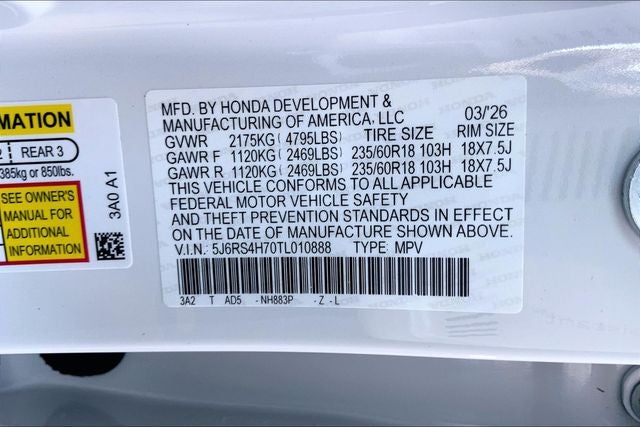 MFD. BY HONDA DEVELOPMENT &
MANUFACTURING OF AMERICA, LLC 03/'26
GVWR 2175KG( 4795LBS) TIRE SIZE RIM SIZE
GAWR F 1120KG( 2469LBS) 235/60R18 103H 18X7.5J
GAWR R 1120KG( 2469LBS) 235/60R18 103H 18X7.5J
THIS VEHICLE CONFORMS TO ALL APPLICABLE
FEDERAL MOTOR VEHICLE SAFETY
AND THEFT PREVENTION STANDARDS IN EFFECT
ON THE DATE OF MANUFACTURE SHOWN ABOVE.
V.I.N.: 5J6RS4H70TL010888 TYPE: MPV
3A2 T AD5 - NH883P - Z - L
MATION
2 REAR 3
385kg or 850lbs.
SEE OWNER'S
MANUAL FOR
ADDITIONAL
INFORMATION
3A0 A1